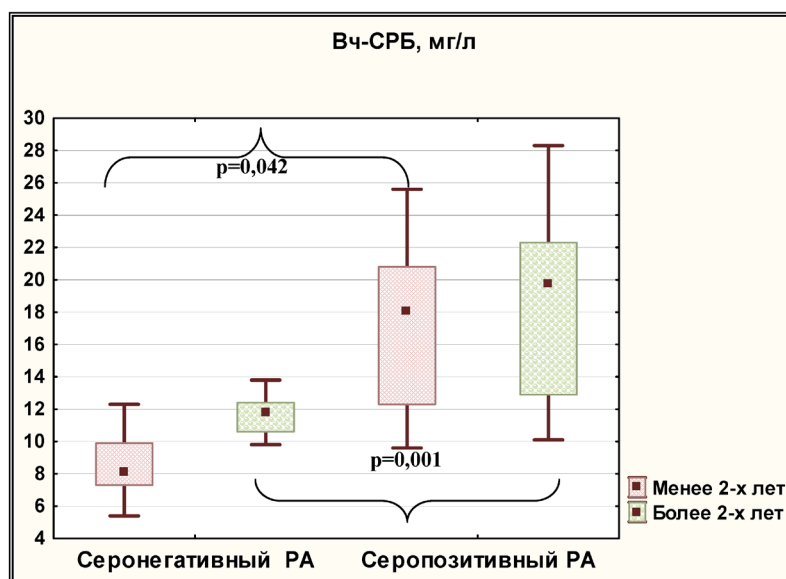 Вч-СРБ, мг/л
30
28
26
24
22
20
18
16
14
12
10
8
6
4
p=0,042
p=0,001
Менее 2-х лет
Более 2-х лет
Серонегативный РА
Серопозитивный РА